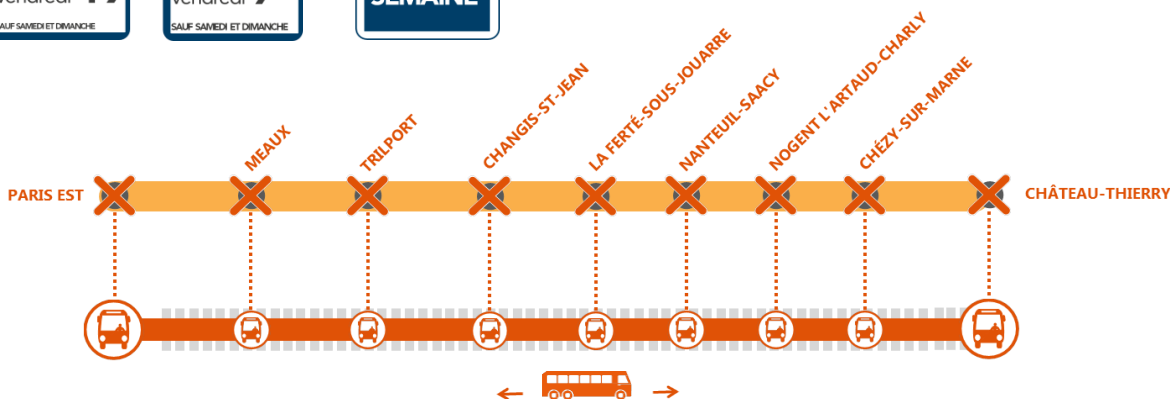 vendredi
SAUF SAMEDI ET DIMANCHE
vendredi
SAUF SAMEDI ET DIMANCHE
SEMAINE
PARIS EST
MEAUX
TRILPORT
CHANGIS-ST-JEAN
LA FERTÉ-SOUS-JOUARRE
NANTEUIL-SAACY
NOGENT L'ARTAUD-CHARLY
CHÉZY-SUR-MARNE
CHÂTEAU-THIERRY